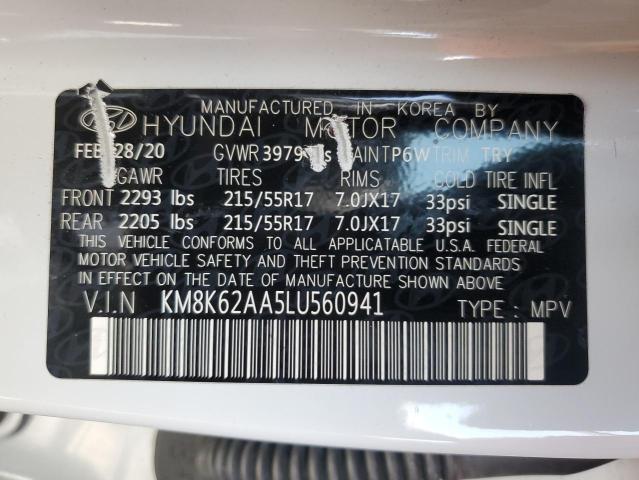 MANUFACTURED IN KOREA BY
HYUNDAI MOTOR COMPANY
FEB 28/20 GVWR 3979 lbs PAINT P6W TRIM TRY
GAWR TIRES RIMS COLD TIRE INFL
FRONT 2293 lbs 215/55R17 7.0JX17 33psi SINGLE
REAR 2205 lbs 215/55R17 7.0JX17 33psi SINGLE
THIS VEHICLE CONFORMS TO ALL APPLICABLE U.S.A. FEDERAL
MOTOR VEHICLE SAFETY AND THEFT PREVENTION STANDARDS
IN EFFECT ON THE DATE OF MANUFACTURE SHOWN ABOVE
V.I.N KM8K62AA5LU560941 TYPE : MPV